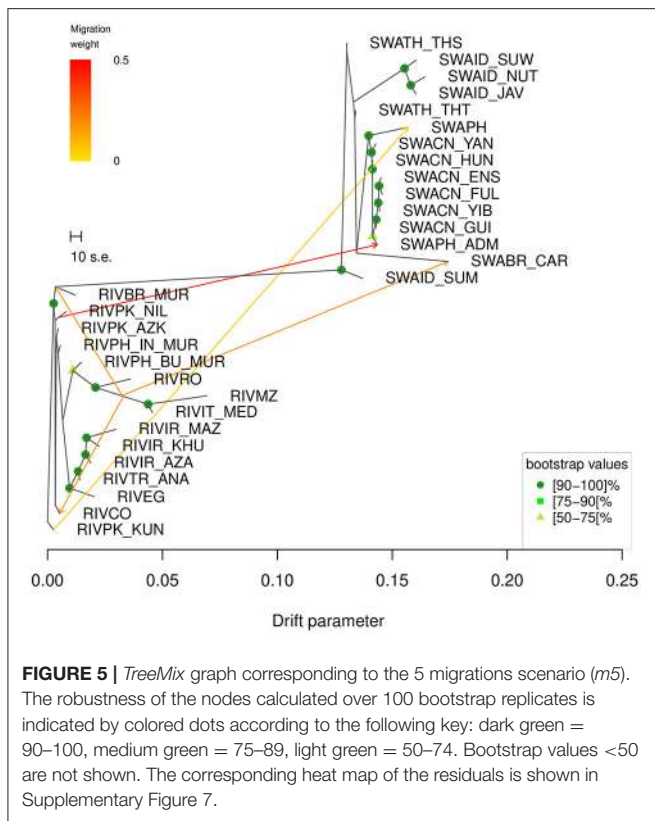 Migration
weight
0.5
0
10 s.e.
SWATH_THS
SWAID_SUW
SWAID_NUT
SWAID_JAV
SWATH_THT
SWAPH
SWACN_YAN
SWACN_HUN
SWACN_ENS
SWACN_FUL
SWACN_YIB
SWACN_GUI
SWAPH_ADM
SWABR_CAR
SWAID_SUM
RIVBR_MUR
RIVPK_NIL
RIVPK_AZK
RIVPH_IN_MUR
RIVPH_BU_MUR
RIVRO
RIVMZ
RIVIT_MED
RIVIR_MAZ
RIVIR_KHU
RIVIR_AZA
RIVTR_ANA
RIVEG
RIVCO
RIVPK_KUN
bootstrap values
[90−100]%
[75−90[%
[50−75[%
0.00 0.05 0.10 0.15 0.20 0.25
Drift parameter
FIGURE 5 | TreeMix graph corresponding to the 5 migrations scenario (m5).
The robustness of the nodes calculated over 100 bootstrap replicates is
indicated by colored dots according to the following key: dark green =
90–100, medium green = 75–89, light green = 50–74. Bootstrap values <50
are not shown. The corresponding heat map of the residuals is shown in
Supplementary Figure 7.